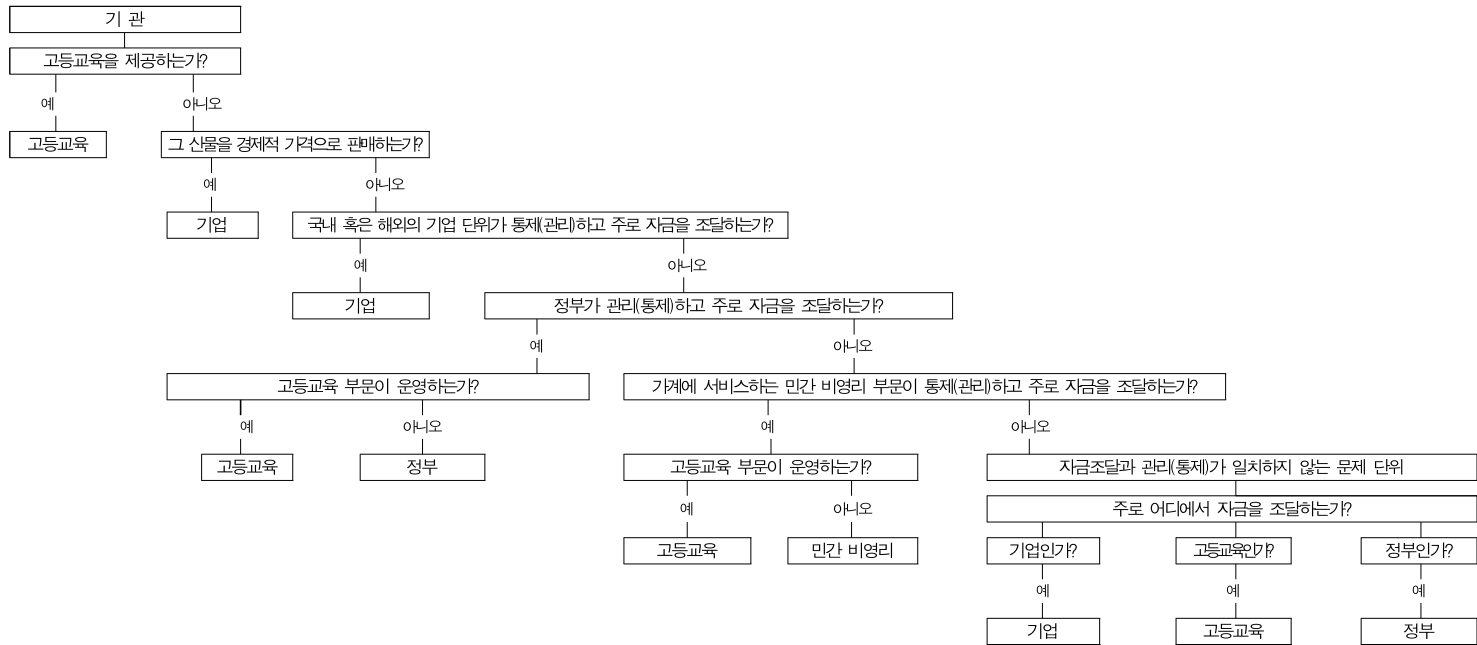 기 관
고등교육을 제공하는가?
예 아니오
고등교육 그 산물을 경제적 가격으로 판매하는가?
예 아니오
기업 국내 혹은 해외의 기업 단위가 통제(관리)하고 주로 자금을 조달하는가?
예 아니오
기업 정부가 관리(통제)하고 주로 자금을 조달하는가?
예 아니오
고등교육 부문이 운영하는가? 가계에 서비스하는 민간 비영리 부문이 통제(관리)하고 주로 자금을 조달하는가?
예 아니오 예 아니오
고등교육 정부 고등교육 부문이 운영하는가? 자금조달과 관리(통제)가 일치하지 않는 문제 단위
예 아니오 주로 어디에서 자금을 조달하는가?
고등교육 민간 비영리 기업인가? 고등교육인가? 정부인가?
예 예 예
기업 고등교육 정부